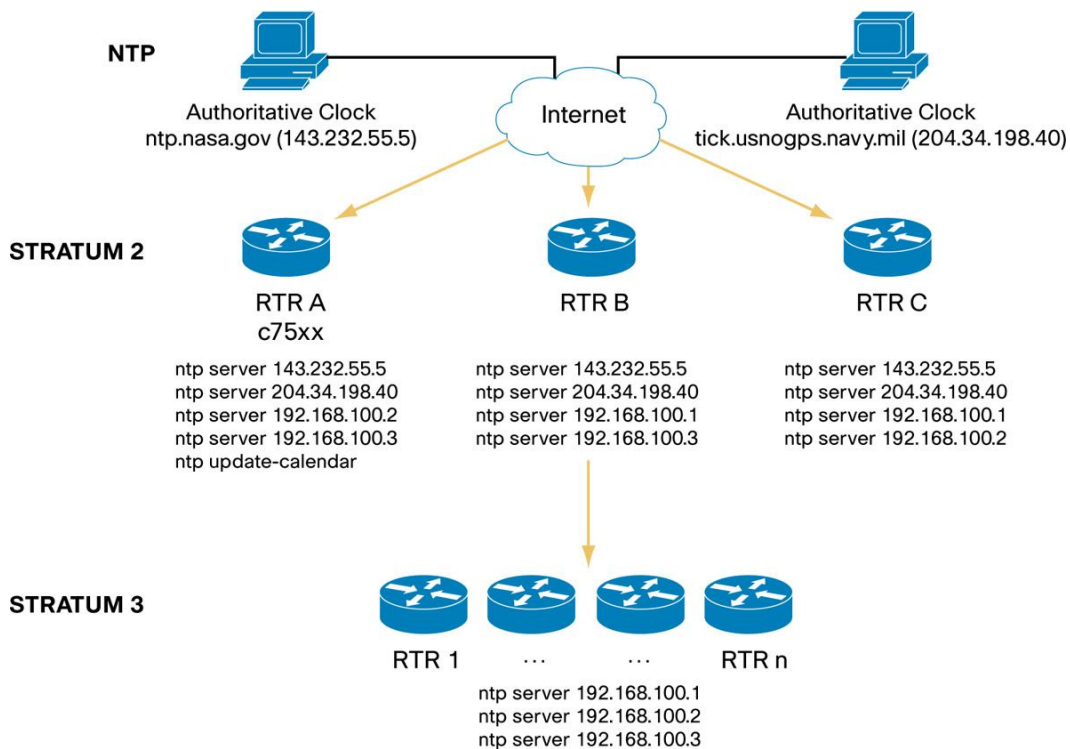 NTP
Authoritative Clock
ntp.nasa.gov (143.232.55.5)
Internet
Authoritative Clock
tick.usnogps.navy.mil (204.34.198.40)
STRATUM 2
RTR A
c75xx
ntp server 143.232.55.5
ntp server 204.34.198.40
ntp server 192.168.100.2
ntp server 192.168.100.3
ntp update-calendar
RTR B
ntp server 143.232.55.5
ntp server 204.34.198.40
ntp server 192.168.100.1
ntp server 192.168.100.3
RTR C
ntp server 143.232.55.5
ntp server 204.34.198.40
ntp server 192.168.100.1
ntp server 192.168.100.2
STRATUM 3
RTR 1
...
...
RTR n
ntp server 192.168.100.1
ntp server 192.168.100.2
ntp server 192.168.100.3